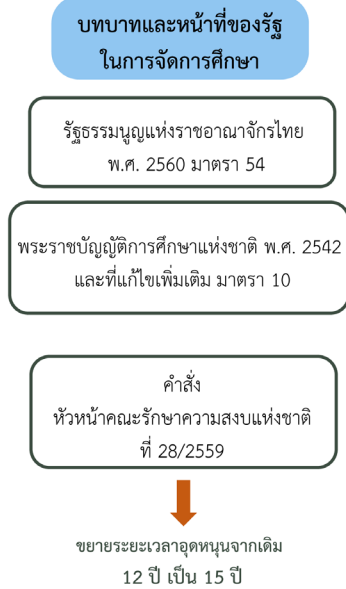 บทบาทและหน้าที่ของรัฐ
ในการจัดการศึกษา
รัฐธรรมนูญแห่งราชอาณาจักรไทย
พ.ศ. 2560 มาตรา 54
พระราชบัญญัติการศึกษาแห่งชาติ พ.ศ. 2542
และที่แก้ไขเพิ่มเติม มาตรา 10
คำสั่ง
หัวหน้าคณะรักษาความสงบแห่งชาติ
ที่ 28/2559
ขยายระยะเวลาอุดหนุนจากเดิม
12 ปี เป็น 15 ปี